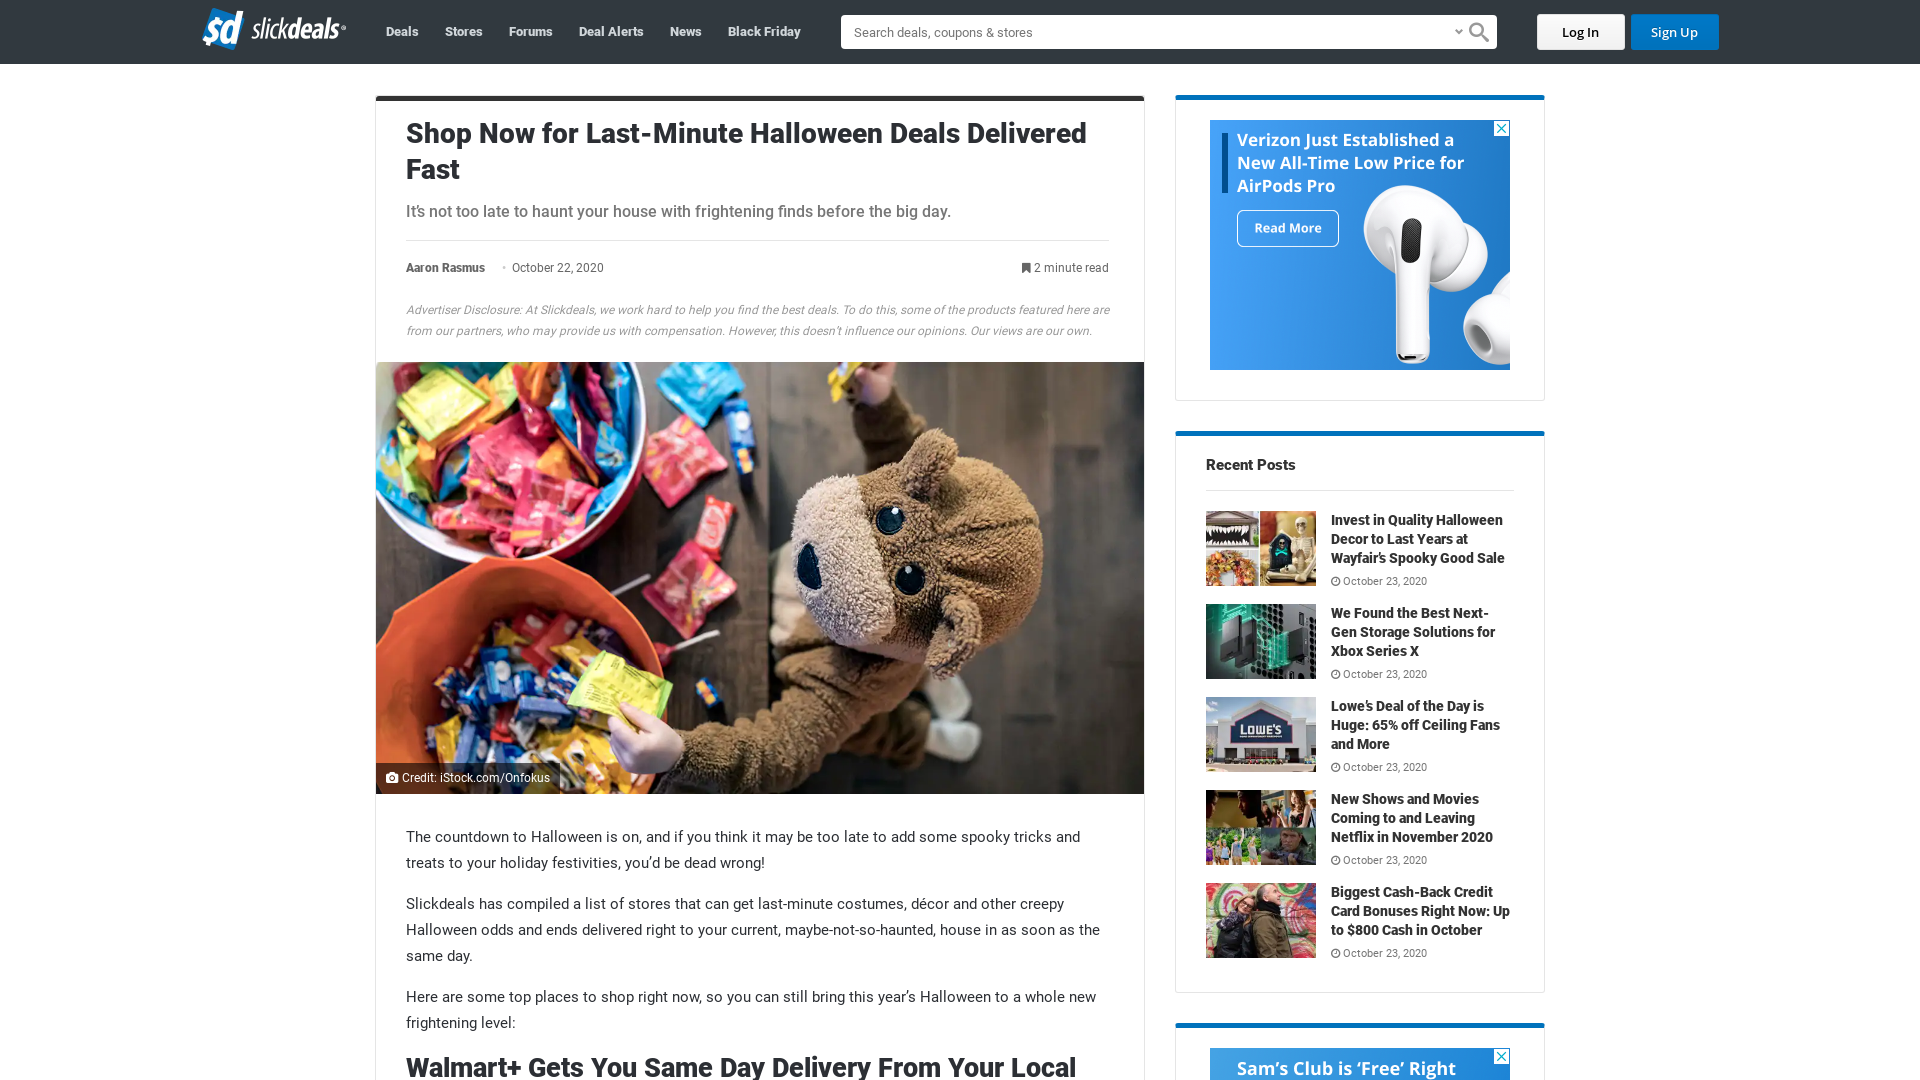 sd slickdeals®
Deals
Stores
Forums
Deal Alerts
News
Black Friday
Search deals, coupons & stores
Log In
Sign Up
Shop Now for Last-Minute Halloween Deals Delivered
Fast
It’s not too late to haunt your house with frightening finds before the big day.
Aaron Rasmus • October 22, 2020
2 minute read
Advertiser Disclosure: At Slickdeals, we work hard to help you find the best deals. To do this, some of the products featured here are
from our partners, who may provide us with compensation. However, this doesn’t influence our opinions. Our views are our own.
Credit: iStock.com/Onfokus
The countdown to Halloween is on, and if you think it may be too late to add some spooky tricks and
treats to your holiday festivities, you’d be dead wrong!
Slickdeals has compiled a list of stores that can get last-minute costumes, décor and other creepy
Halloween odds and ends delivered right to your current, maybe-not-so-haunted, house in as soon as the
same day.
Here are some top places to shop right now, so you can still bring this year’s Halloween to a whole new
frightening level:
Walmart+ Gets You Same Day Delivery From Your Local
Verizon Just Established a
New All-Time Low Price for
AirPods Pro
Read More
Recent Posts
Invest in Quality Halloween
Decor to Last Years at
Wayfair’s Spooky Good Sale
October 23, 2020
We Found the Best Next-
Gen Storage Solutions for
Xbox Series X
October 23, 2020
LOWE'S
Lowe’s Deal of the Day is
Huge: 65% off Ceiling Fans
and More
October 23, 2020
New Shows and Movies
Coming to and Leaving
Netflix in November 2020
October 23, 2020
Biggest Cash-Back Credit
Card Bonuses Right Now: Up
to $800 Cash in October
October 23, 2020
Sam’s Club is ‘Free’ Right